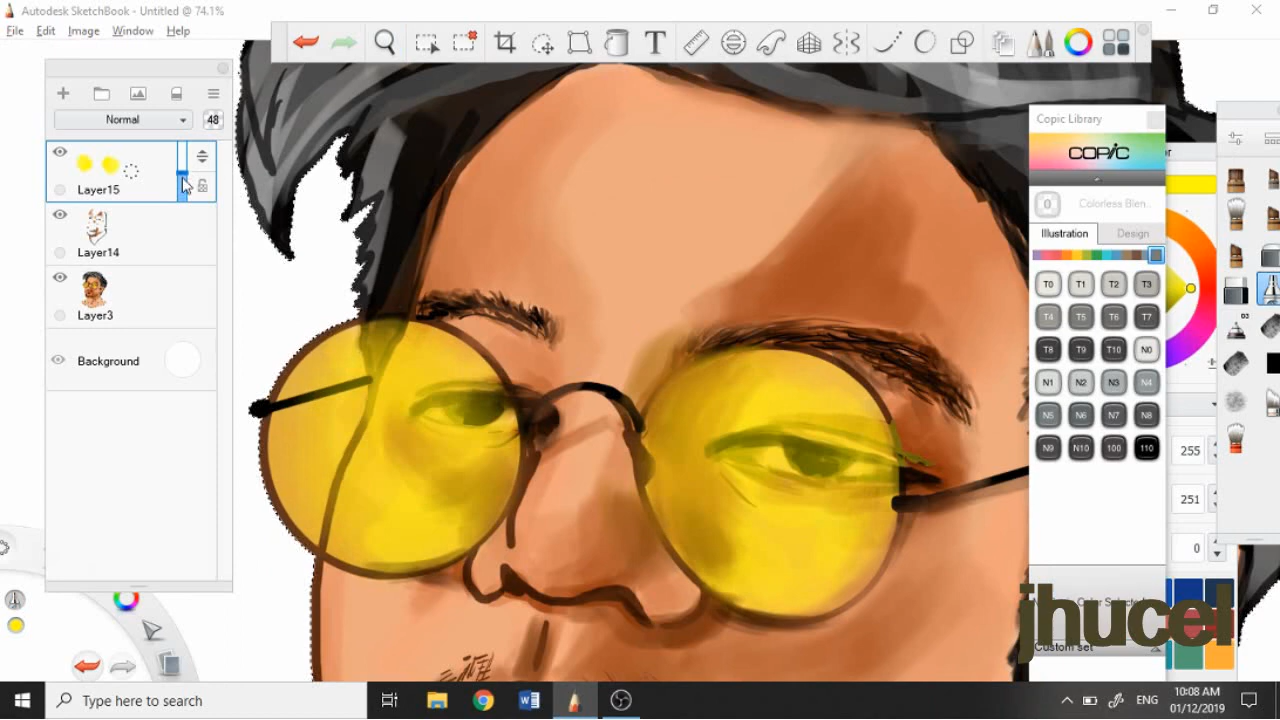 Autodesk SketchBook - Untitled @ 74.1%
File Edit Image Window Help
T
Normal 48
Layer15
Layer14
Layer3
Background
Copic Library
COPIC
0 Colorless Blen..
Illustration Design
T0 T1 T2 T3
T4 T5 T6 T7
T8 T9 T10 N0
N1 N2 N3 N4
N5 N6 N7 N8
N9 N10 100 110
03
255
251
0
jhucel
Custom set
Type here to search
ENG
10:08 AM
01/12/2019